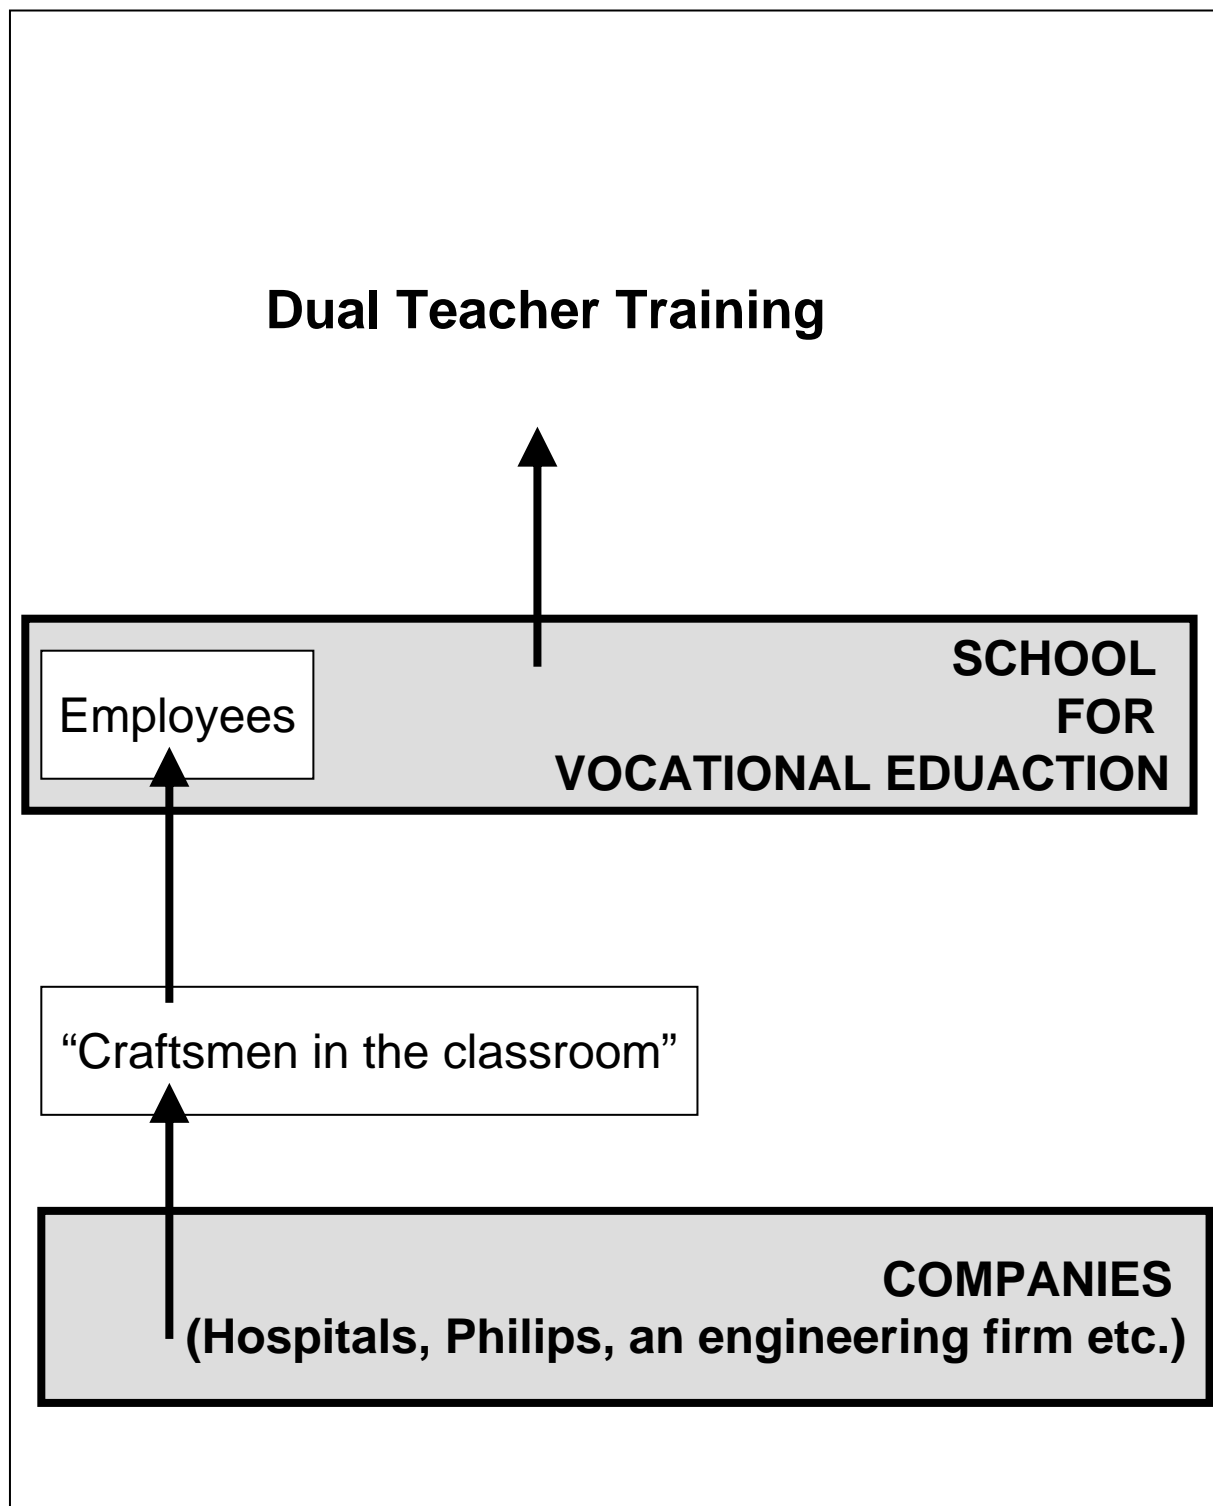 Dual Teacher Training
SCHOOL
FOR
VOCATIONAL EDUACTION
Employees
“Craftsmen in the classroom”
COMPANIES
(Hospitals, Philips, an engineering firm etc.)